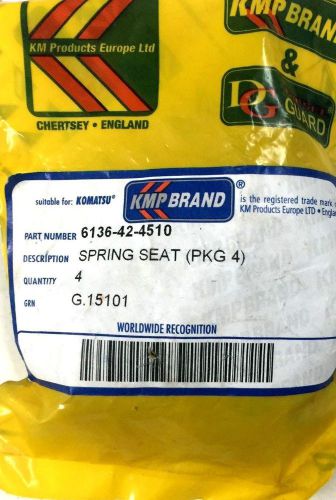 KM Products Europe Ltd
CHERTSEY • ENGLAND
KMP BRAND
&
DG
GUARD
suitable for: KOMATSU®
KMP BRAND®
is the registered trade mark
KM Products Europe LTD • England
PART NUMBER 6136-42-4510
DESCRIPTION SPRING SEAT (PKG 4)
QUANTITY 4
GRN G.15101
WORLDWIDE RECOGNITION